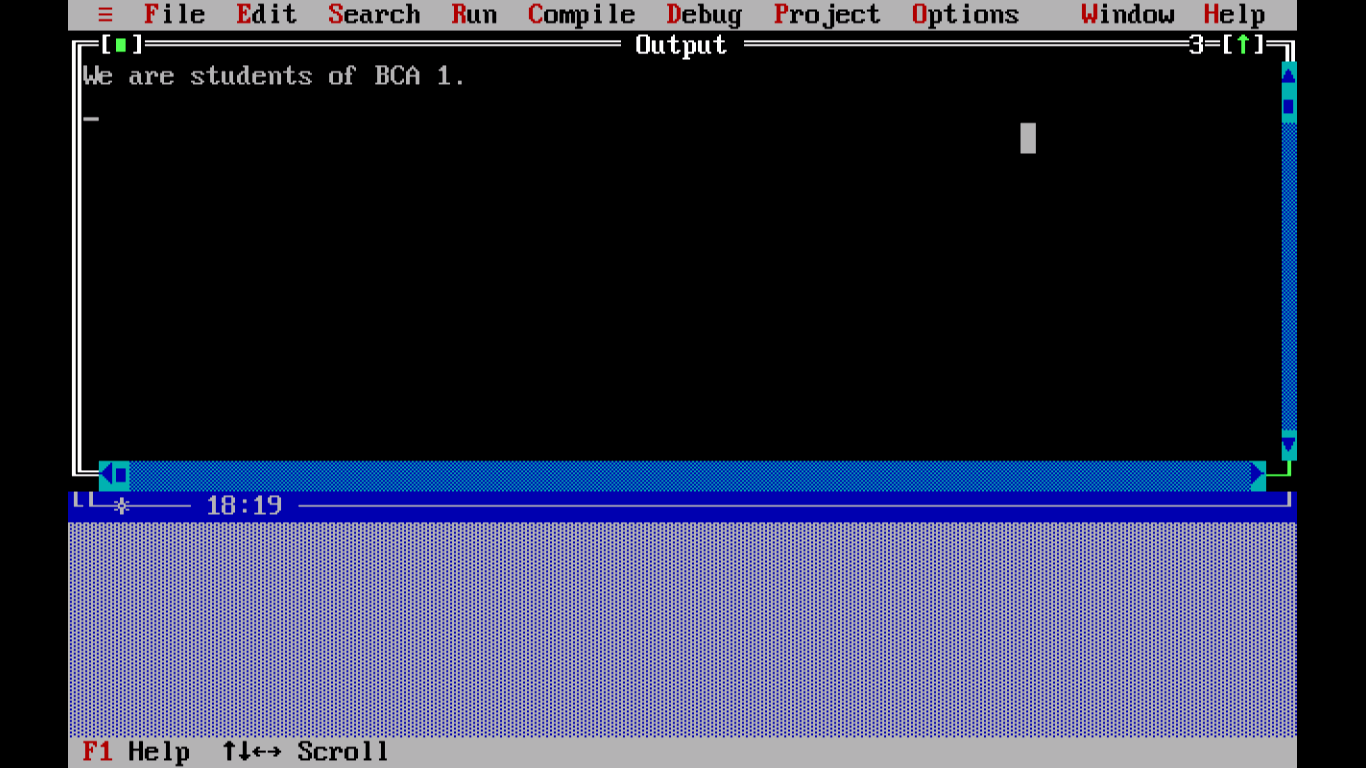 ≡ File Edit Search Run Compile Debug Project Options Window Help
[■] Output 3=[↑]
We are students of BCA 1.
18:19
F1 Help ↑↓←→ Scroll